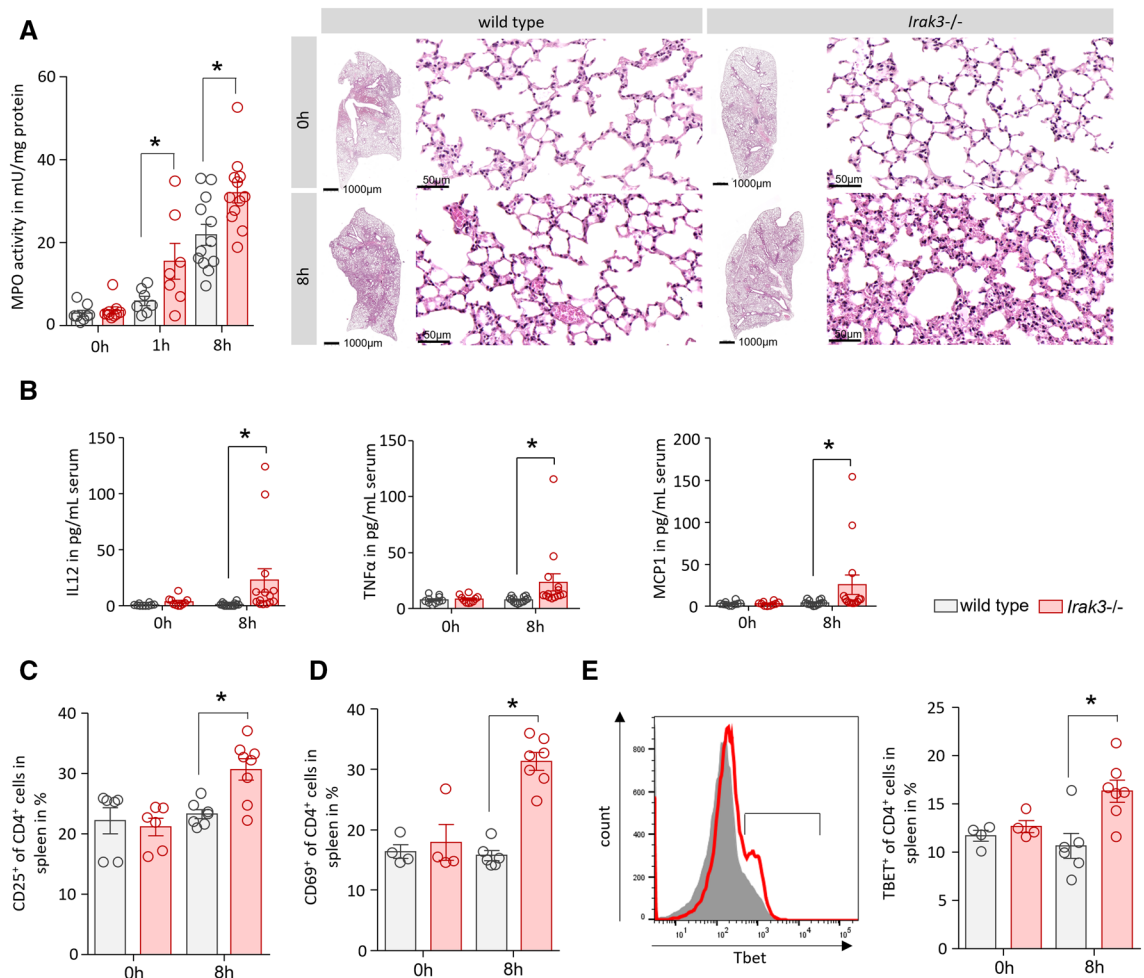 A
wild type
Irak3-/-
MPO activity in mU/mg protein
60
40
20
0
0h
1h
8h
*
*
0h
8h
1000µm
50µm
1000µm
50µm
1000µm
50µm
1000µm
50µm
B
IL12 in pg/mL serum
150
100
50
0
0h
8h
*
TNFα in pg/mL serum
150
100
50
0
0h
8h
*
MCP1 in pg/mL serum
200
150
100
50
0
0h
8h
*
wild type
Irak3-/-
C
CD25⁺ of CD4⁺ cells in
spleen in %
40
30
20
10
0
0h
8h
*
D
CD69⁺ of CD4⁺ cells in
spleen in %
40
30
20
10
0
0h
8h
*
E
count
800
600
400
200
0
10¹
10²
10³
10⁴
10⁵
Tbet
TBET⁺ of CD4⁺ cells in
spleen in %
25
20
15
10
5
0
0h
8h
*